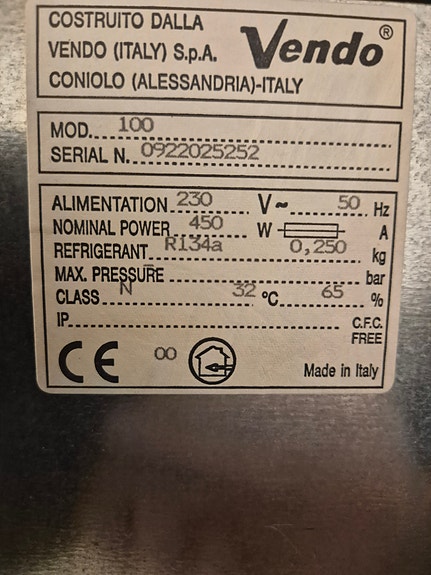 COSTRUITO DALLA
VENDO (ITALY) S.p.A. Vendo®
CONIOLO (ALESSANDRIA)-ITALY
MOD. 100
SERIAL N. 0922025252
ALIMENTATION 230 V~ 50 Hz
NOMINAL POWER 450 W A
REFRIGERANT R134a 0,250 kg
MAX. PRESSURE - bar
CLASS N 32 °C 65 %
IP C.F.C.
FREE
CE 00 Made in Italy